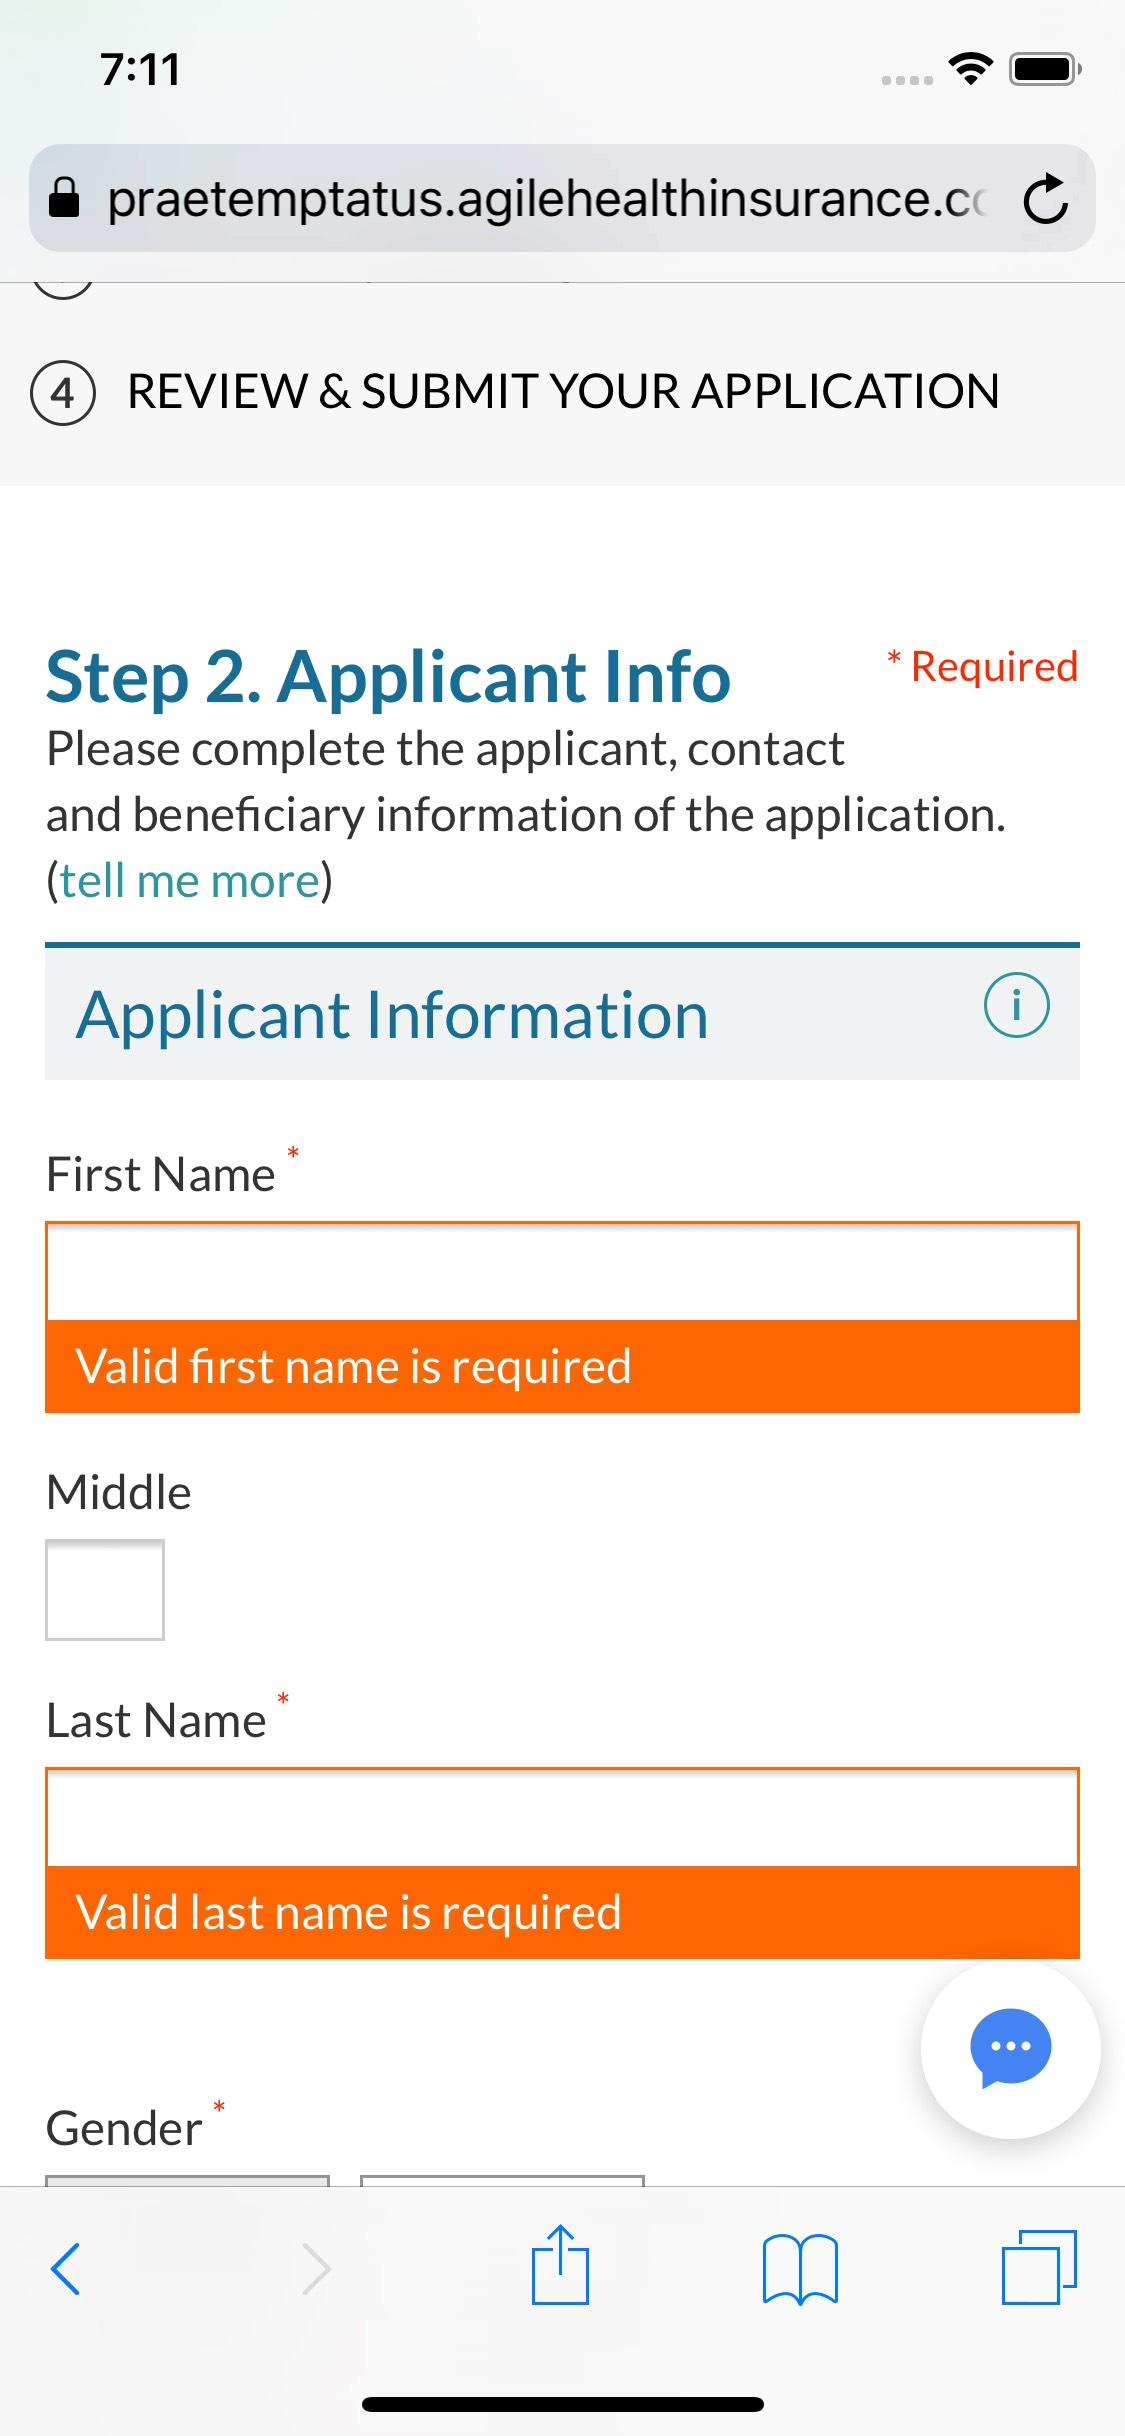 7:11
praetemptatus.agilehealthinsurance.c
4 REVIEW & SUBMIT YOUR APPLICATION
Step 2. Applicant Info
* Required
Please complete the applicant, contact
and beneficiary information of the application.
(tell me more)
Applicant Information
i
First Name *
Valid first name is required
Middle
Last Name *
Valid last name is required
Gender *